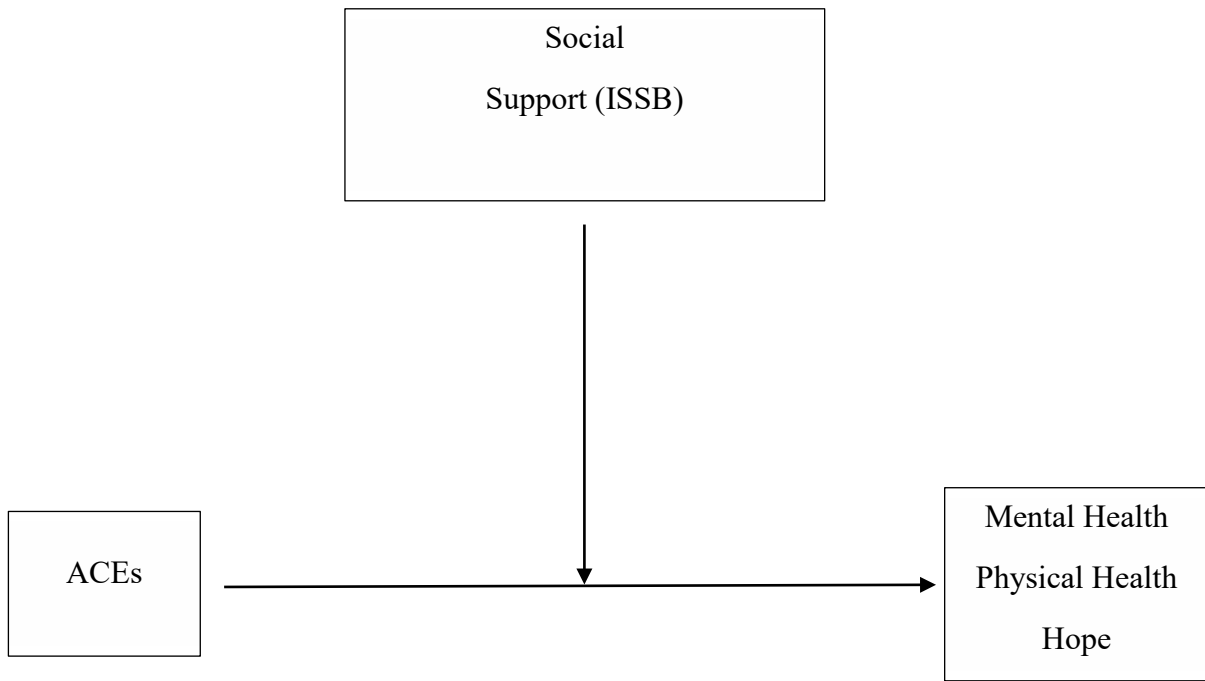 Social
Support (ISSB)
ACEs
Mental Health
Physical Health
Hope